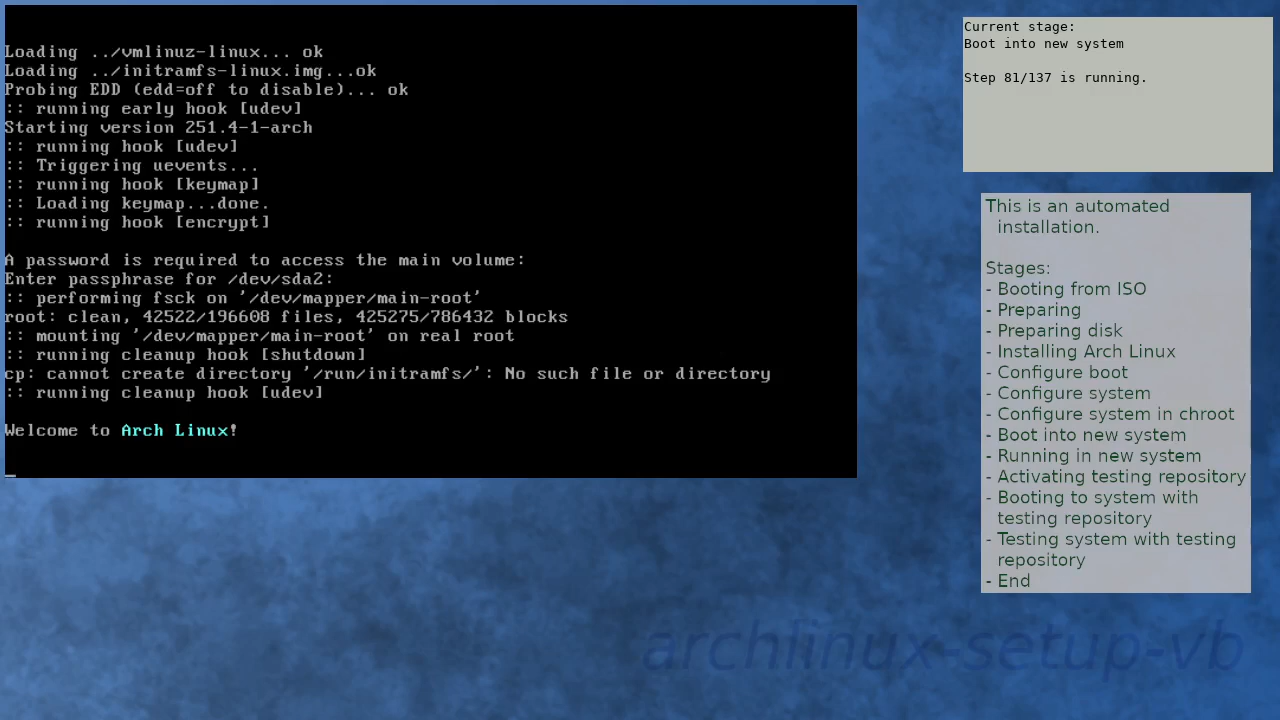 Loading ../vmlinuz-linux... ok
Loading ../initramfs-linux.img...ok
Probing EDD (edd=off to disable)... ok
:: running early hook [udev]
Starting version 251.4-1-arch
:: running hook [udev]
:: Triggering uevents...
:: running hook [keymap]
:: Loading keymap...done.
:: running hook [encrypt]
A password is required to access the main volume:
Enter passphrase for /dev/sda2:
:: performing fsck on '/dev/mapper/main-root'
root: clean, 42522/196608 files, 425275/786432 blocks
:: mounting '/dev/mapper/main-root' on real root
:: running cleanup hook [shutdown]
cp: cannot create directory '/run/initramfs/': No such file or directory
:: running cleanup hook [udev]
Welcome to Arch Linux!
_
Current stage:
Boot into new system
Step 81/137 is running.
This is an automated
installation.
Stages:
- Booting from ISO
- Preparing
- Preparing disk
- Installing Arch Linux
- Configure boot
- Configure system
- Configure system in chroot
- Boot into new system
- Running in new system
- Activating testing repository
- Booting to system with
testing repository
- Testing system with testing
repository
- End
archlinux-setup-vb